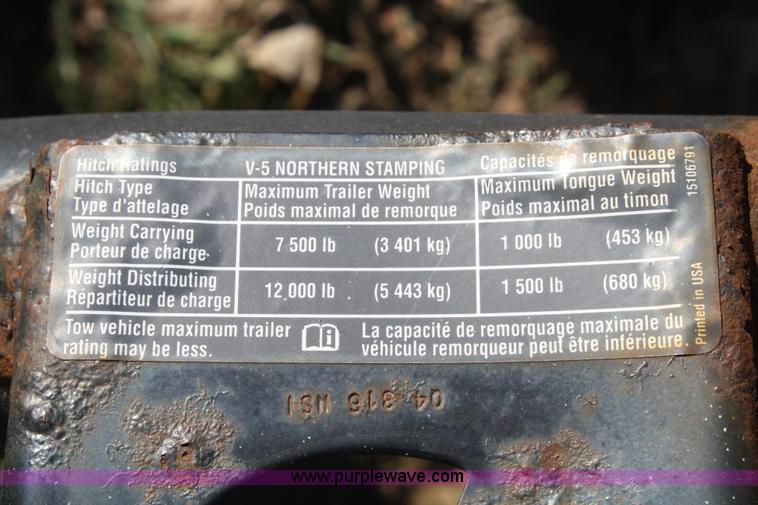 Hitch Ratings V-5 NORTHERN STAMPING Capacités de remorquage
Hitch Type
Type d'attelage
Maximum Trailer Weight
Poids maximal de remorque
Maximum Tongue Weight
Poids maximal au timon
Weight Carrying
Porteur de charge
7 500 lb (3 401 kg) 1 000 lb (453 kg)
Weight Distributing
Répartiteur de charge
12 000 lb (5 443 kg) 1 500 lb (680 kg)
Tow vehicle maximum trailer
rating may be less.
La capacité de remorquage maximale du
véhicule remorqueur peut être inférieure.
15106791
Printed in USA
04 316 NSI
www.purplewave.com